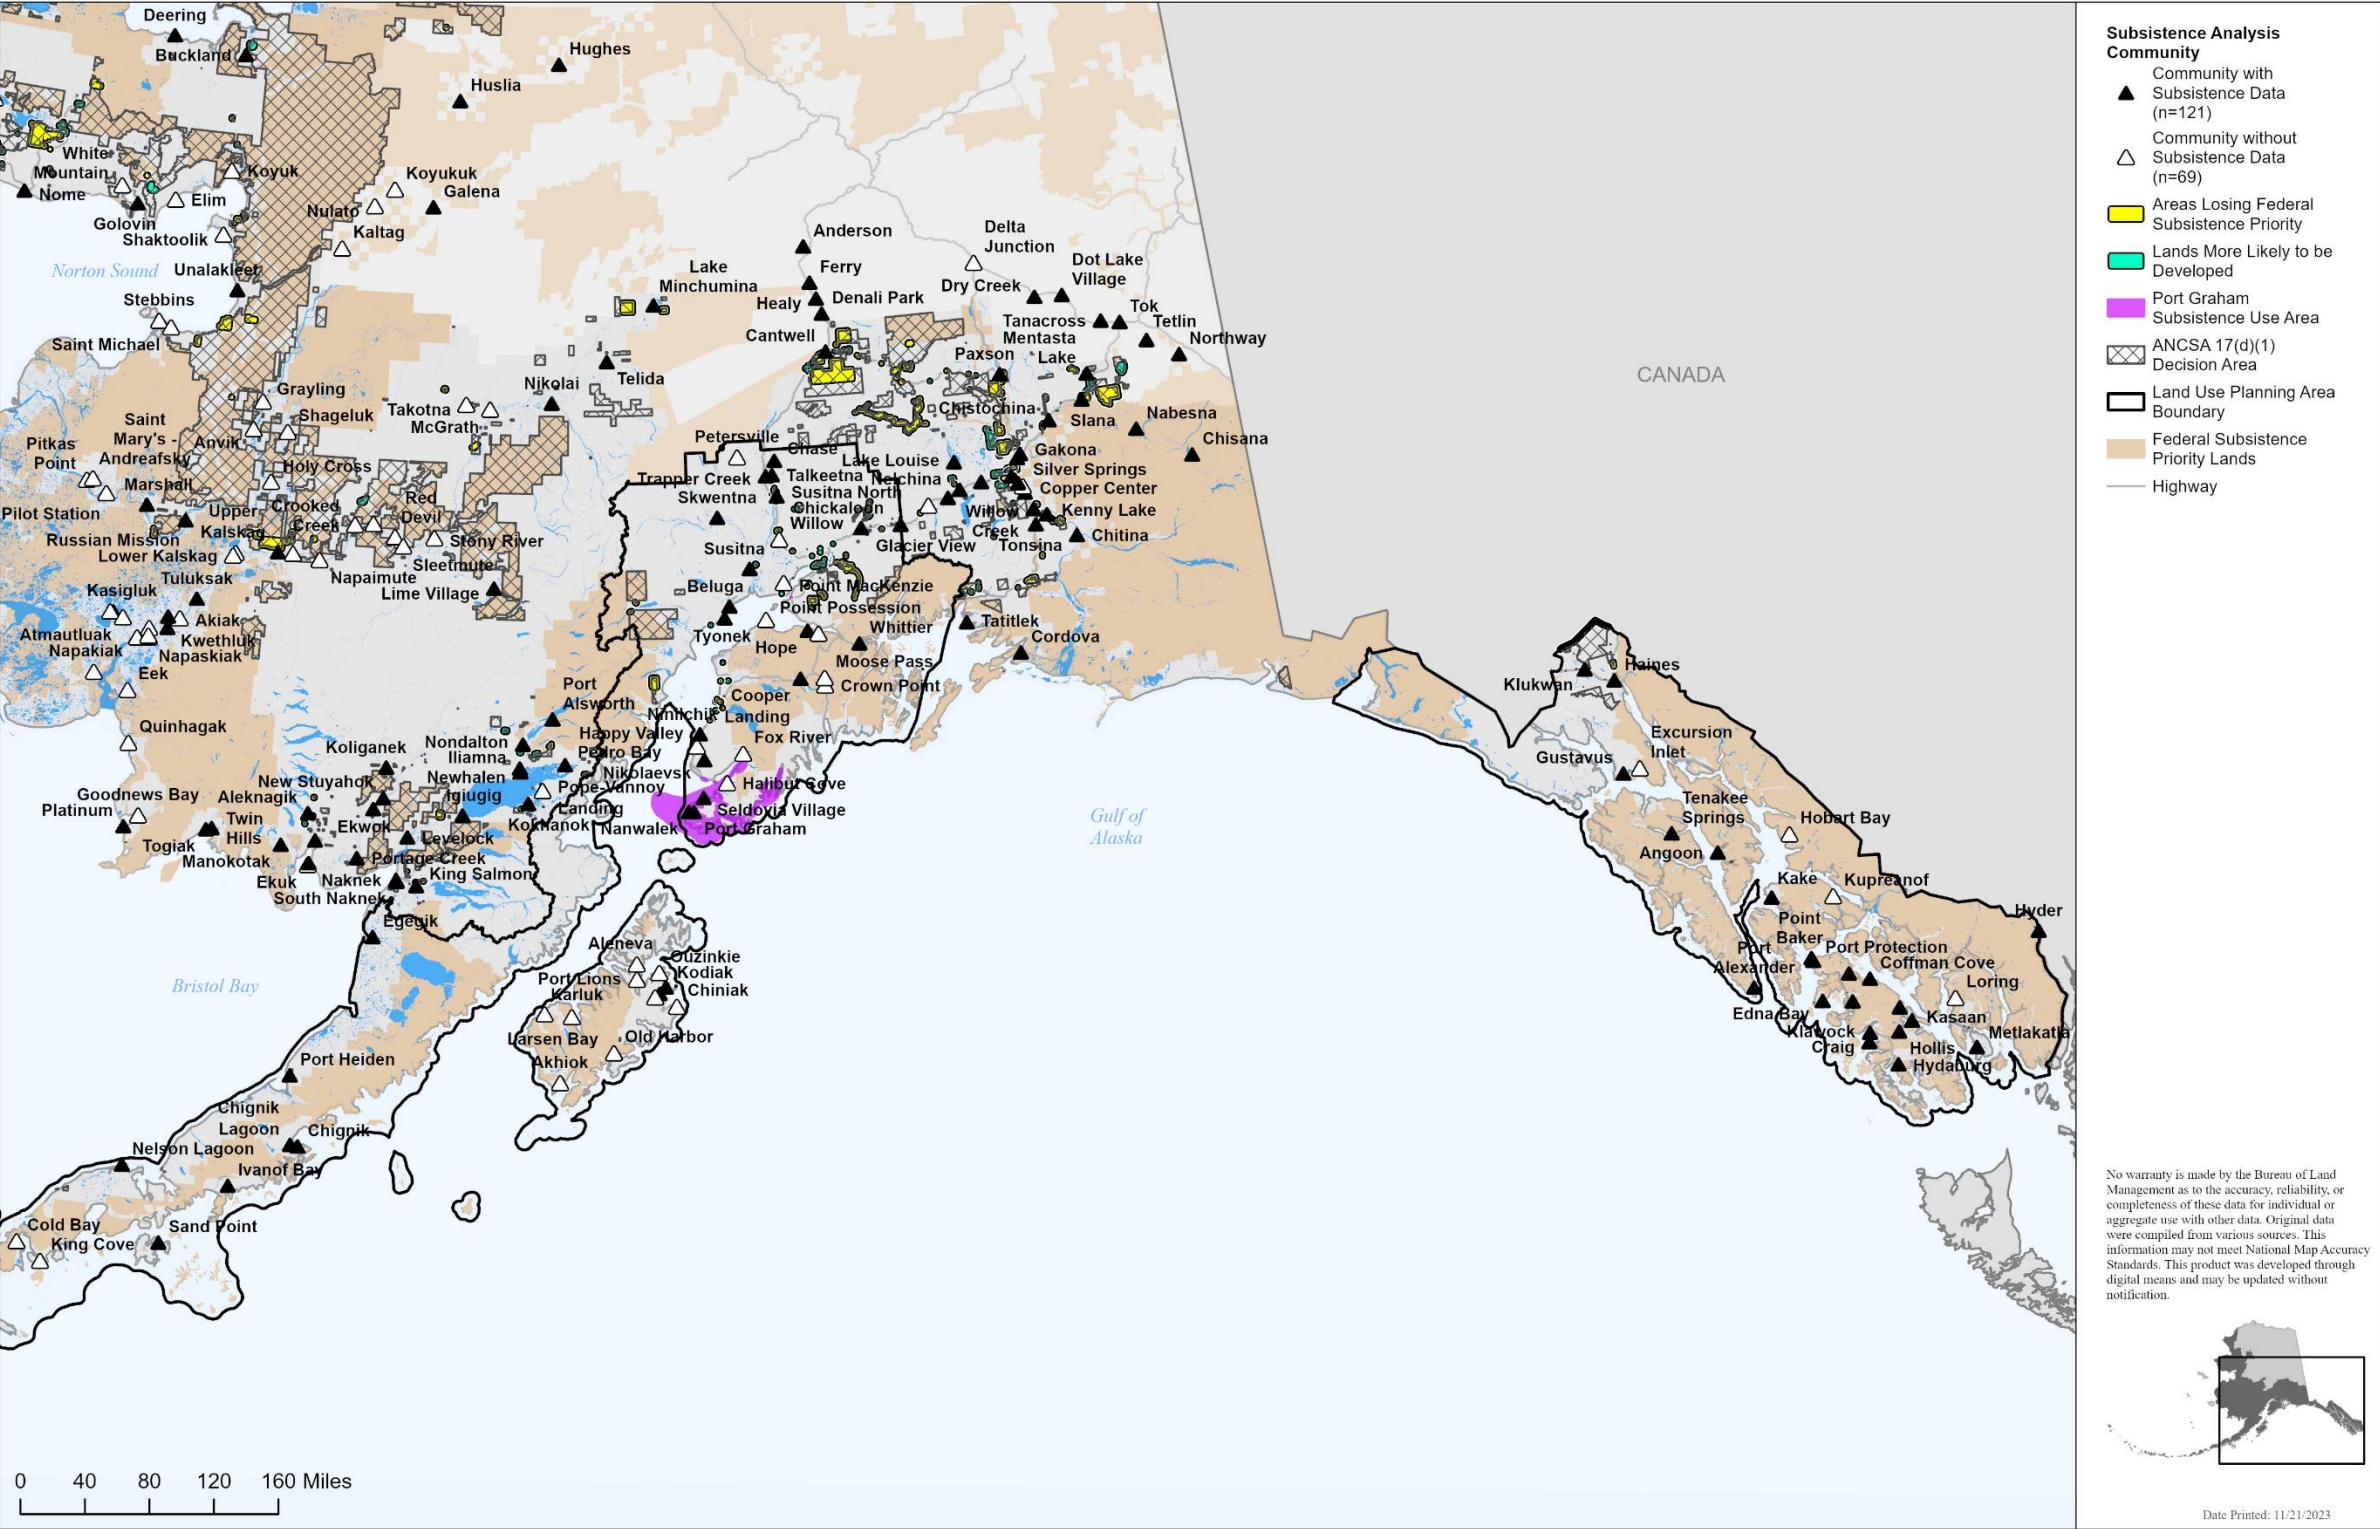 Deering
Buckland
Hughes
Huslia
White
Mountain
Nome
Koyuk
Elim
Golovin
Shaktoolik
Koyukuk
Galena
Nulato
Kaltag
Norton Sound
Unalakleet
Stebbins
Saint Michael
Anderson
Delta
Junction
Ferry
Lake
Minchumina
Healy
Denali Park
Cantwell
Dot Lake
Village
Dry Creek
Tok
Tanacross
Tetlin
Mentasta
Lake
Northway
Paxson
CANADA
Nikolai
Telida
Grayling
Shageluk
Takotna
McGrath
Anvik
Saint
Mary's -
Andreafsky
Pitkas
Point
Marshall
Holy Cross
Pilot Station
Russian Mission
Upper
Kalskag
Lower Kalskag
Crooked
Creek
Red
Devil
Stony River
Sleetmute
Napaimute
Lime Village
Tuluksak
Kasigluk
Akiak
Atmautluak
Kwethluk
Napakiak
Napaskiak
Eek
Quinhagak
Chistochina
Slana
Nabesna
Chisana
Petersville
Chase
Lake Louise
Gakona
Trapper Creek
Talkeetna
Nelchina
Silver Springs
Skwentna
Susitna North
Copper Center
Chickaloon
Willow
Willow
Creek
Kenny Lake
Susitna
Glacier View
Tonsina
Chitina
Beluga
Point MacKenzie
Point Possession
Tyonek
Whittier
Hope
Tatitlek
Cordova
Moose Pass
Crown Point
Cooper
Landing
Port
Alsworth
Ninilchik
Happy Valley
Fox River
Nondalton
Iliamna
Pedro Bay
Koliganek
Newhalen
Nikolaevsk
New Stuyahok
Igiugig
Pope-Vannoy
Landing
Halibut Cove
Goodnews Bay
Platinum
Aleknagik
Twin
Hills
Ekwok
Kokhanok
Nanwalek
Seldovia Village
Port Graham
Togiak
Levelock
Manokotak
Portage Creek
Ekuk
Naknek
King Salmon
South Naknek
Egegik
Gulf of
Alaska
Bristol Bay
Aleneva
Ouzinkie
Port Lions
Kodiak
Karluk
Chiniak
Larsen Bay
Old Harbor
Akhiok
Port Heiden
Chignik
Lagoon
Chignik
Nelson Lagoon
Ivanof Bay
Cold Bay
Sand Point
King Cove
Haines
Klukwan
Excursion
Inlet
Gustavus
Tenakee
Springs
Hobart Bay
Angoon
Kake
Kupreanof
Hyder
Point
Baker
Port
Alexander
Port Protection
Coffman Cove
Loring
Edna Bay
Kasaan
Klawock
Metlakatla
Craig
Hollis
Hydaburg
0 40 80 120 160 Miles
Subsistence Analysis
Community
Community with
Subsistence Data
(n=121)
Community without
Subsistence Data
(n=69)
Areas Losing Federal
Subsistence Priority
Lands More Likely to be
Developed
Port Graham
Subsistence Use Area
ANCSA 17(d)(1)
Decision Area
Land Use Planning Area
Boundary
Federal Subsistence
Priority Lands
Highway
No warranty is made by the Bureau of Land
Management as to the accuracy, reliability, or
completeness of these data for individual or
aggregate use with other data. Original data
were compiled from various sources. This
information may not meet National Map Accuracy
Standards. This product was developed through
digital means and may be updated without
notification.
Date Printed: 11/21/2023